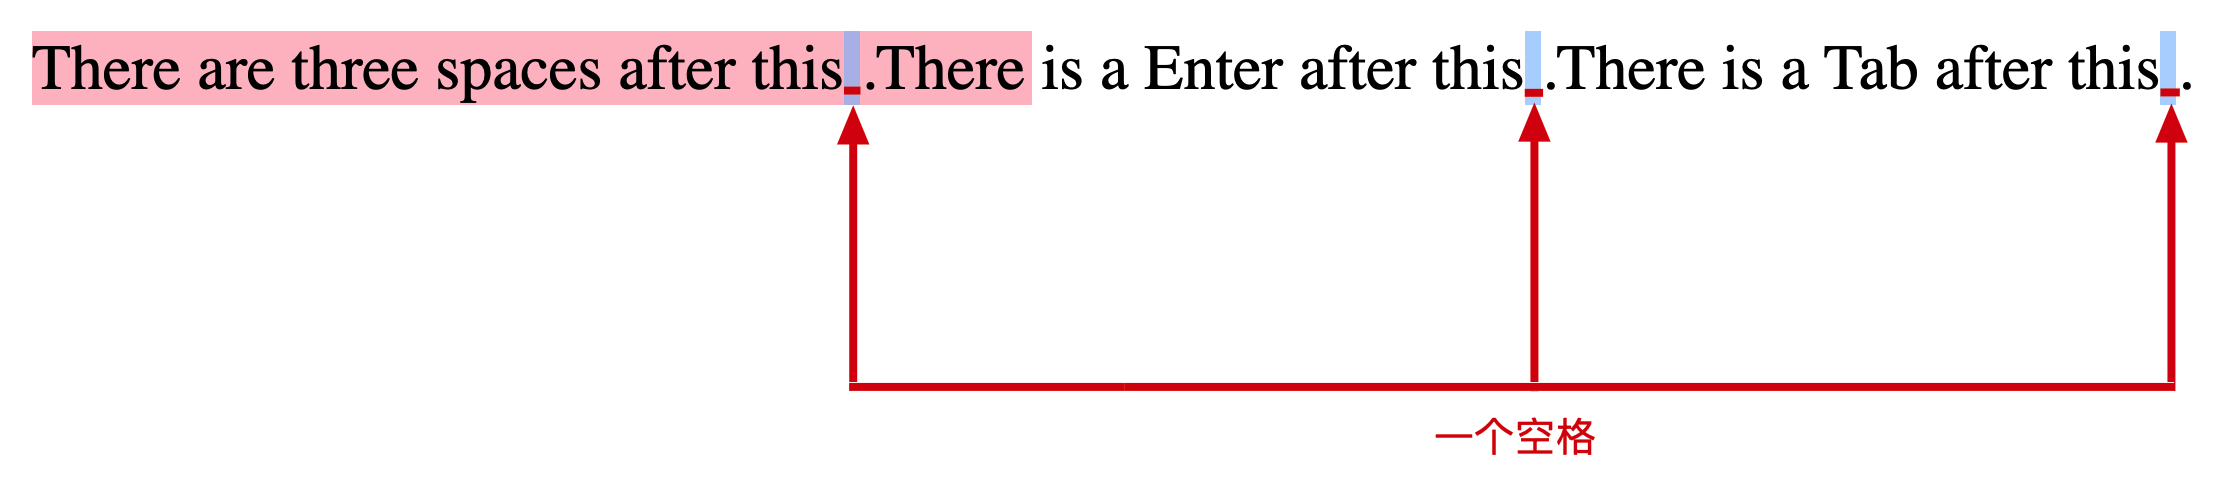 There are three spaces after this .There is a Enter after this .There is a Tab after this .
一个空格